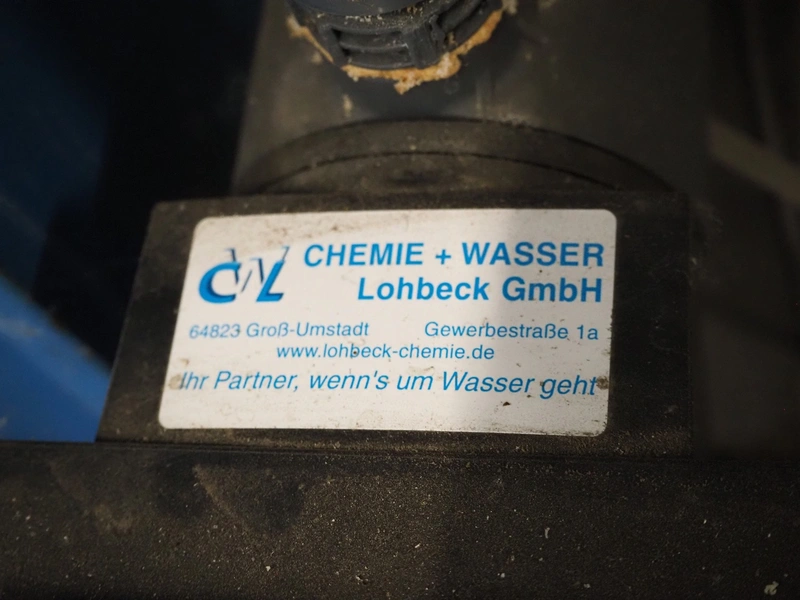 CWL CHEMIE + WASSER
Lohbeck GmbH
64823 Groß-Umstadt Gewerbestraße 1a
www.lohbeck-chemie.de
Ihr Partner, wenn's um Wasser geht